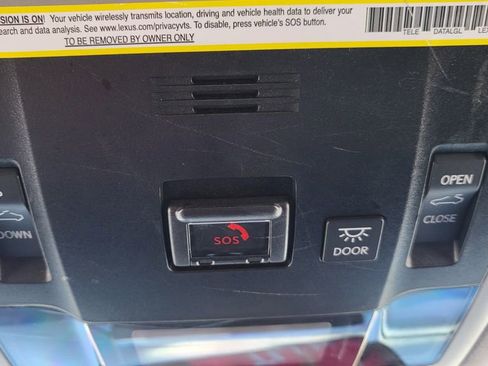 SION IS ON! Your vehicle wirelessly transmits location, driving and vehicle health data to deliver your
search and data analysis. See www.lexus.com/privacyvts. To disable, press vehicle's SOS button.
TO BE REMOVED BY OWNER ONLY
TELE DATALGL LEX
OPEN
DOWN
CLOSE
SOS
DOOR